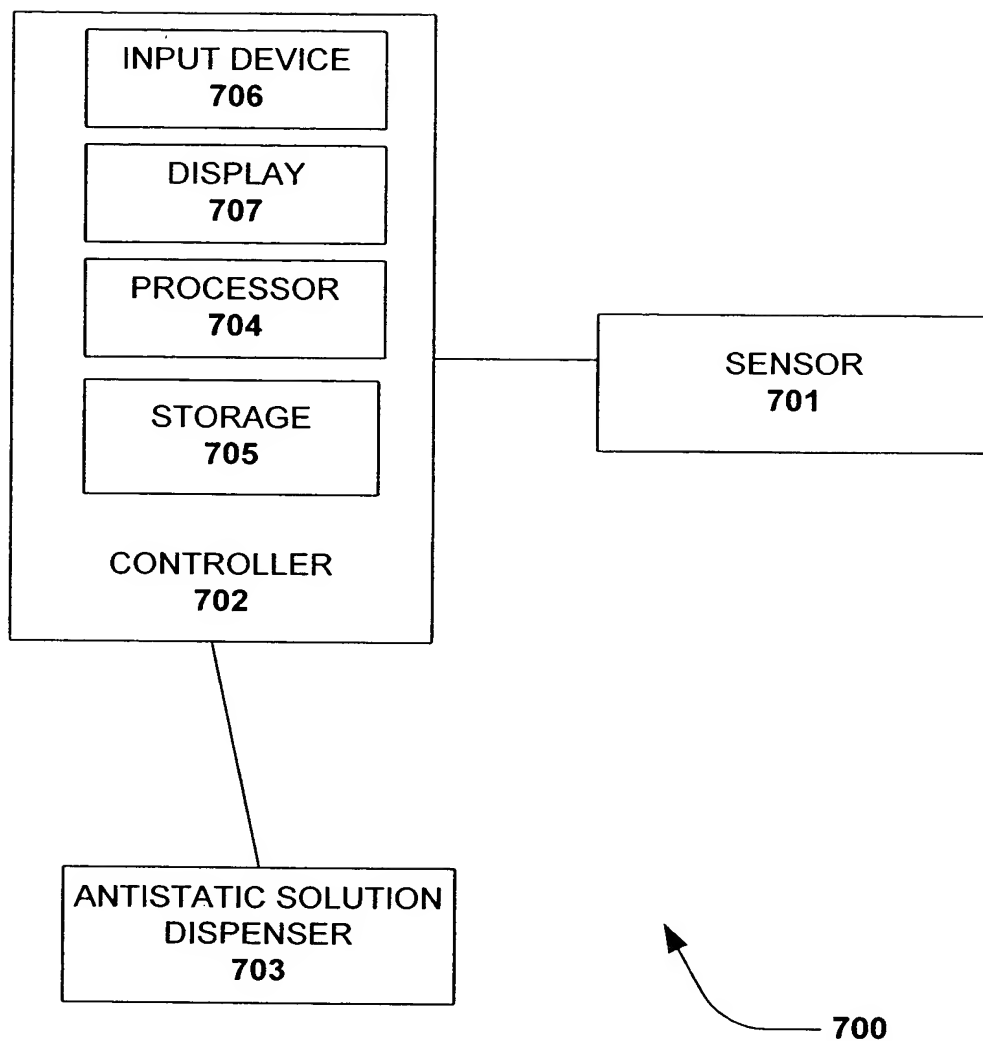 INPUT DEVICE
706
DISPLAY
707
PROCESSOR
704
STORAGE
705
CONTROLLER
702
SENSOR
701
ANTISTATIC SOLUTION
DISPENSER
703
700